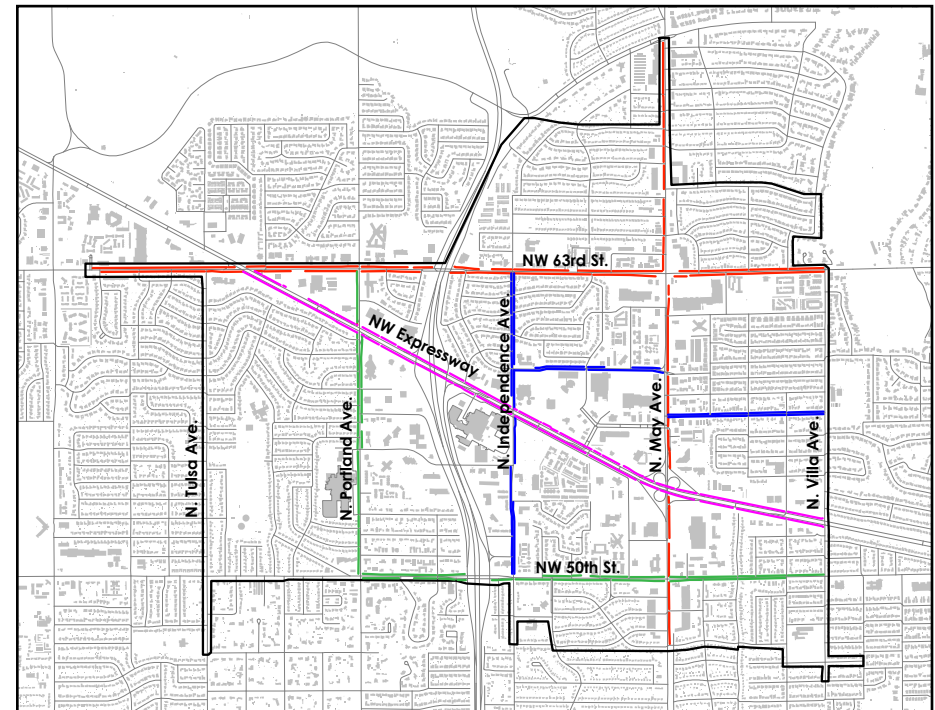 NW 63rd St.
NW Expressway
N. Independence Ave.
N. Tulsa Ave.
N. Portland Ave.
N. May Ave.
N. Villa Ave.
NW 50th St.